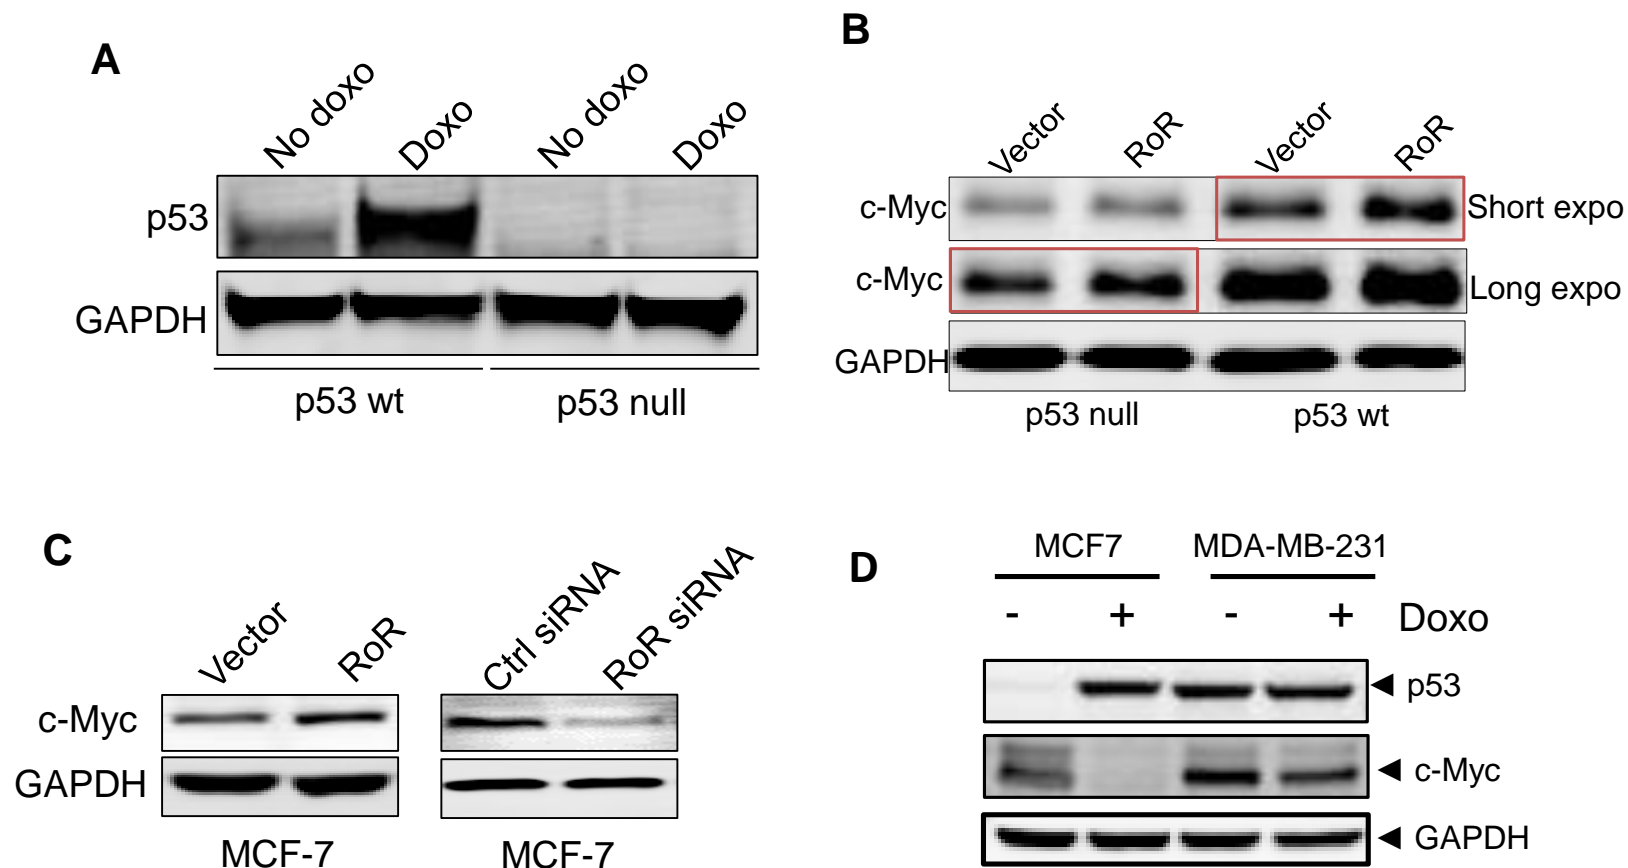 A
No doxo
Doxo
No doxo
Doxo
p53
GAPDH
p53 wt
p53 null
B
Vector
RoR
Vector
RoR
c-Myc
Short expo
c-Myc
Long expo
GAPDH
p53 null
p53 wt
C
Vector
RoR
Ctrl siRNA
RoR siRNA
c-Myc
GAPDH
MCF-7
MCF-7
D
MCF7
MDA-MB-231
- + - + Doxo
p53
c-Myc
GAPDH